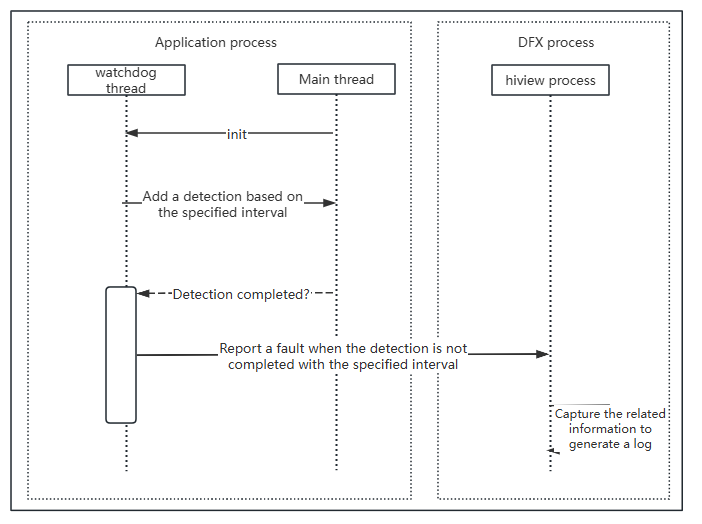 Application process
DFX process
watchdog
thread
Main thread
hiview process
init
Add a detection based on
the specified interval
Detection completed?
Report a fault when the detection is not
completed with the specified interval
Capture the related
information to
generate a log